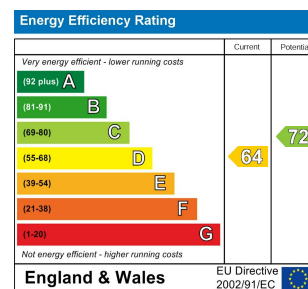 Energy Efficiency Rating
Current Potentia
Very energy efficient - lower running costs
(92 plus) A
(81-91) B
(69-80) C
72
(55-68) D
64
(39-54) E
(21-38) F
(1-20) G
Not energy efficient - higher running costs
England & Wales
EU Directive
2002/91/EC